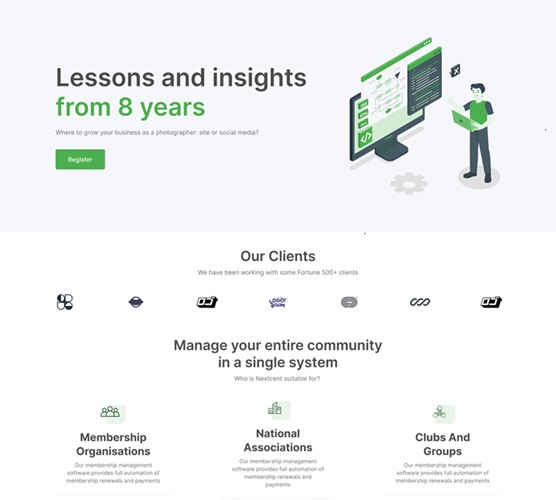 Lessons and insights
from 8 years
Where to grow your business as a photographer: site or social media?
Register
Our Clients
We have been working with some Fortune 500+ clients
LOGOI
IPSUM
Manage your entire community
in a single system
Who is Nextcent suitable for?
Membership
Organisations
Our membership management
software provides full automation of
membership renewals and payments
National
Associations
Our membership management
software provides full automation of
membership renewals and payments
Clubs And
Groups
Our membership management
software provides full automation of
membership renewals and payments